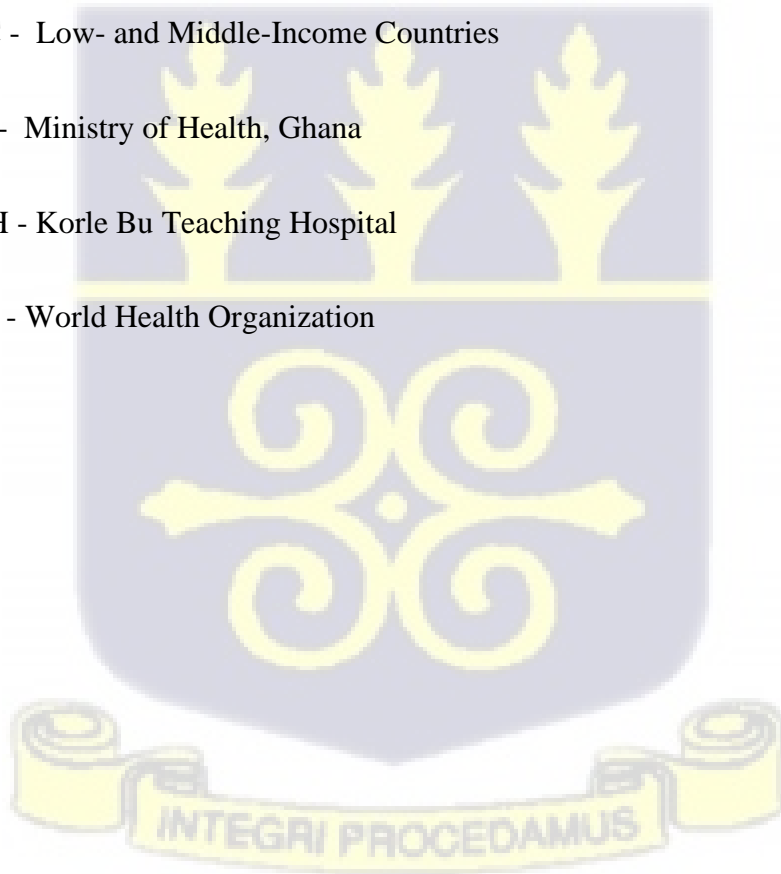 - Low- and Middle-Income Countries
- Ministry of Health, Ghana
H - Korle Bu Teaching Hospital
- World Health Organization
INTEGRI PROCEDAMUS